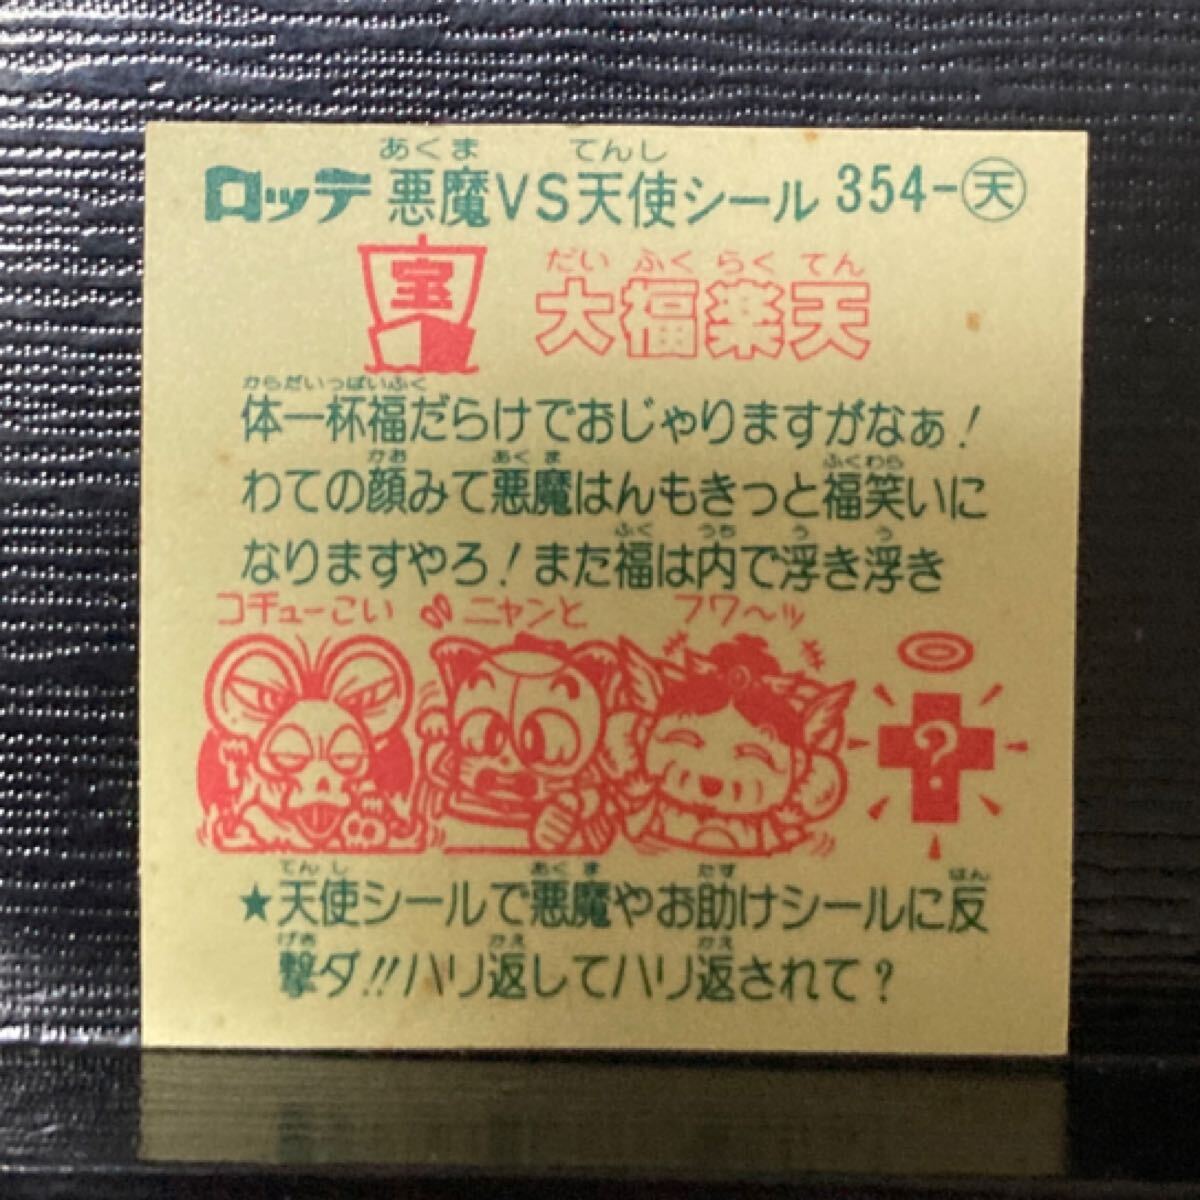 あくま てんし
ロッテ 悪魔VS天使シール 354-天
宝
だいふくらくてん
大福楽天
からだいっぱいふく
体一杯福だらけでおじゃりますがなぁ!
かお あくま ふくわら
わての顔みて悪魔はんもきっと福笑いに
ふく うち う う
なりますやろ!また福は内で浮き浮き
コチューこい ニャンと フワ〜ッ
?
てんし あくま たす はん
★天使シールで悪魔やお助けシールに反
げき かえ かえ
撃ダ!!ハリ返してハリ返されて?